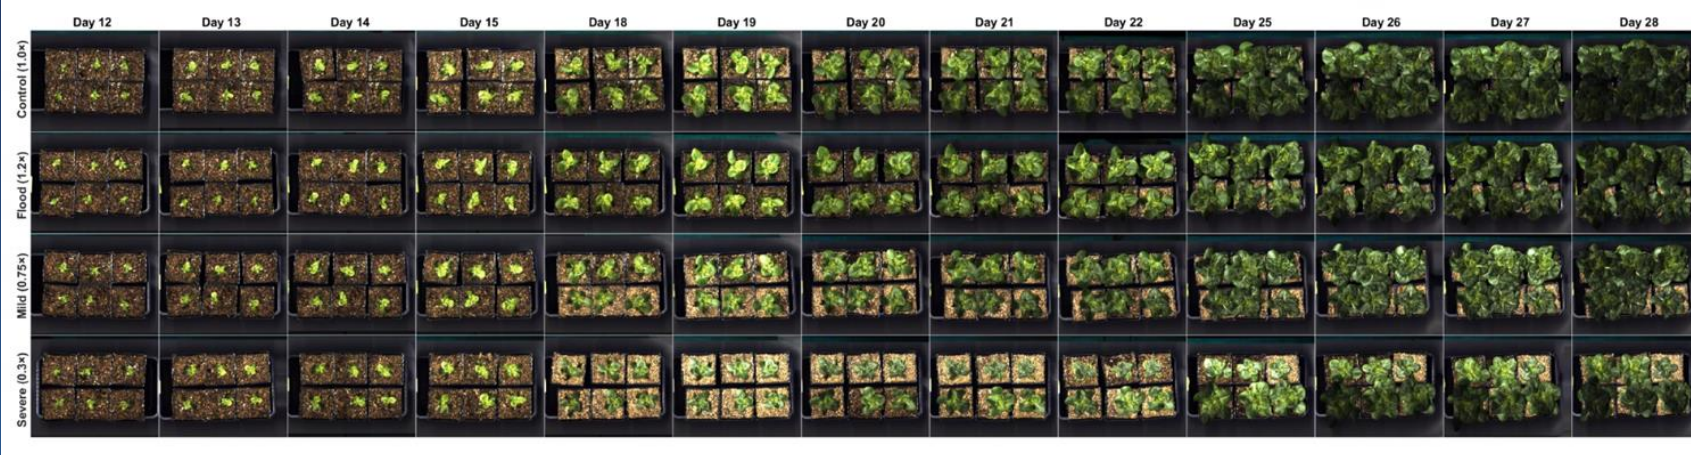 Day 12 Day 13 Day 14 Day 15 Day 18 Day 19 Day 20 Day 21 Day 22 Day 25 Day 26 Day 27 Day 28
Control (1.0×)
Flood (1.2×)
Mild (0.75×)
Severe (0.3×)